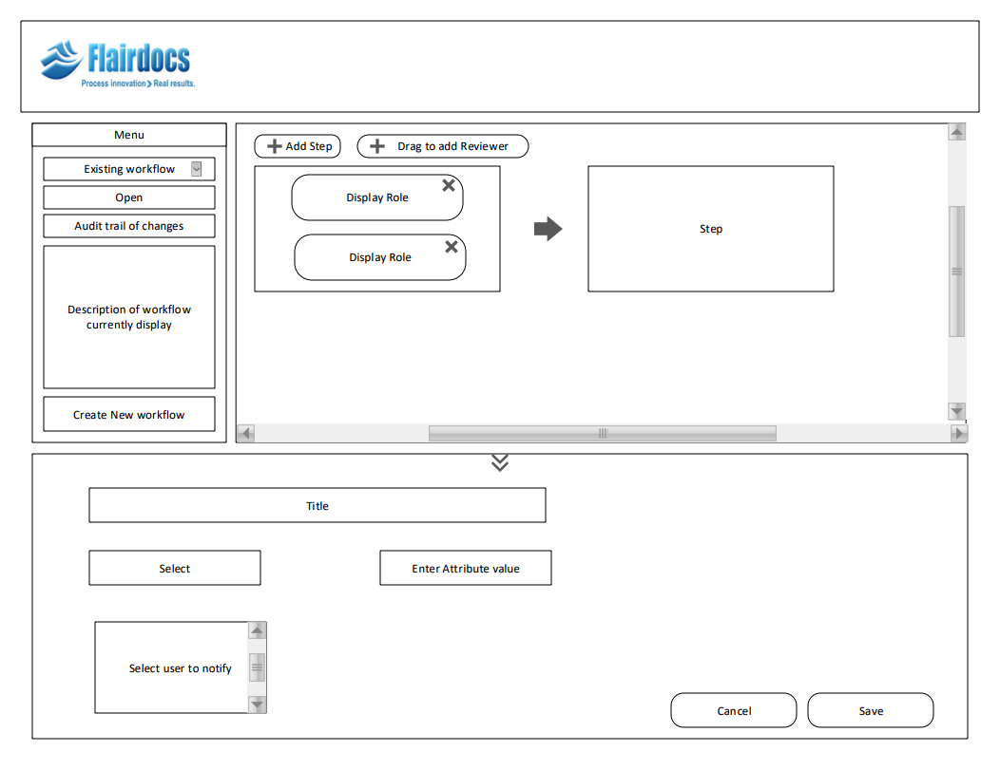 Flairdocs
Process innovation❯ Real results.
Menu
Existing workflow
Open
Audit trail of changes
Description of workflow
currently display
Create New workflow
Add Step
Drag to add Reviewer
Display Role
Display Role
Step
Title
Select
Enter Attribute value
Select user to notify
Cancel
Save